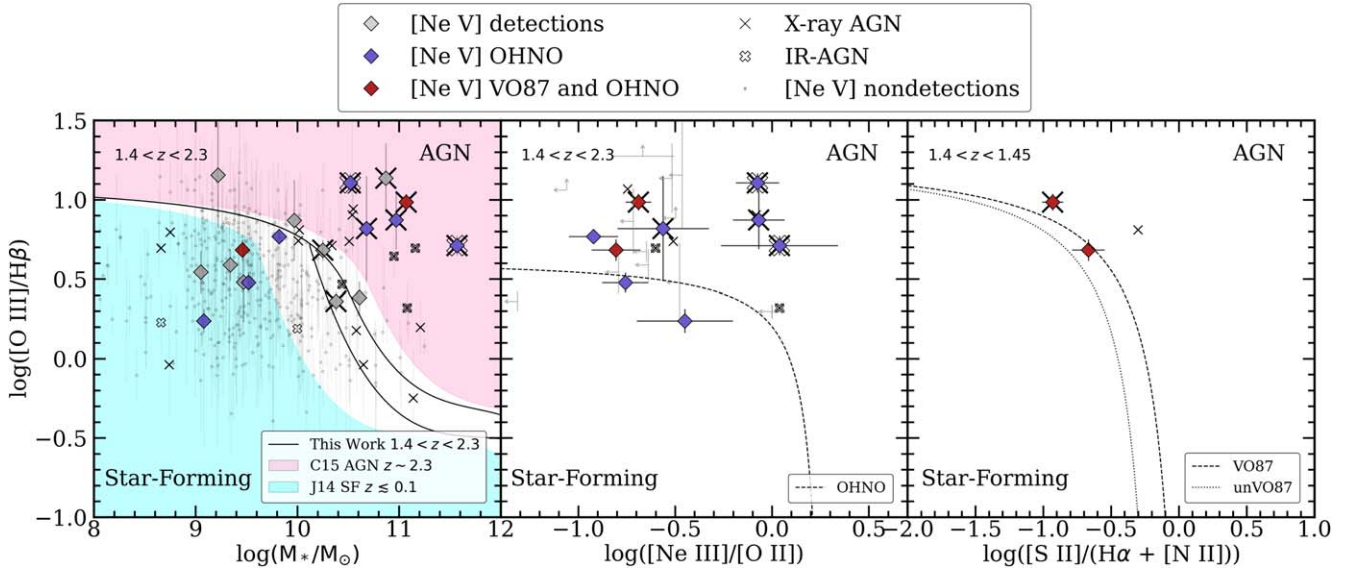 [Ne V] detections
[Ne V] OHNO
[Ne V] VO87 and OHNO
X-ray AGN
IR-AGN
[Ne V] nondetections
log([O III]/Hβ)
1.5
1.0
0.5
0.0
−0.5
−1.0
1.4 < z < 2.3
AGN
Star-Forming
This Work 1.4 < z < 2.3
C15 AGN z ~ 2.3
J14 SF z ≲ 0.1
8 9 10 11 12
log(M*/M⊙)
1.4 < z < 2.3
AGN
Star-Forming
OHNO
−1.0 −0.5 0.0 0.5
log([Ne III]/[O II])
1.4 < z < 1.45
AGN
Star-Forming
VO87
unVO87
−2.0 −1.5 −1.0 −0.5 0.0 0.5 1.0
log([S II]/(Hα + [N II]))